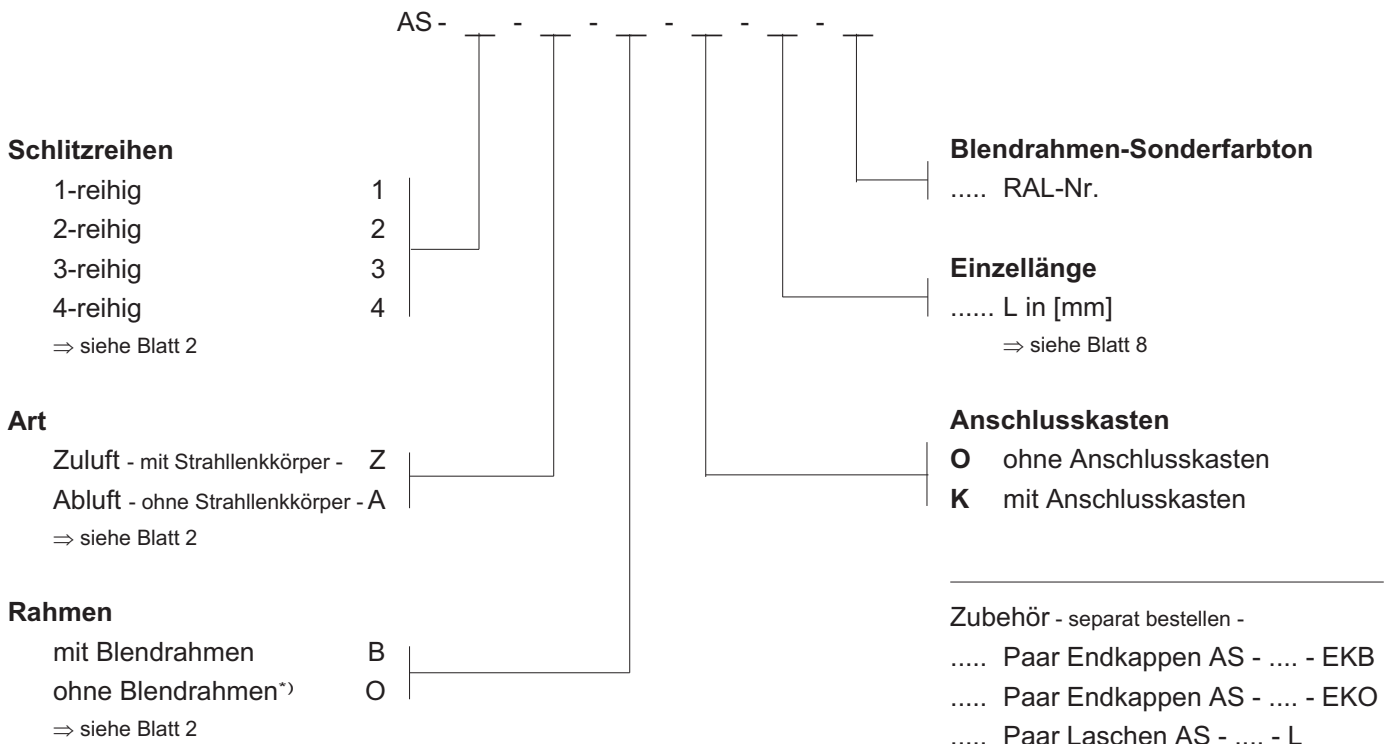 AS - __ - __ - __ - __ - __ - __
Schlitzreihen
1-reihig 1
2-reihig 2
3-reihig 3
4-reihig 4
⇒ siehe Blatt 2
Art
Zuluft - mit Strahllenkkörper - Z
Abluft - ohne Strahllenkkörper - A
⇒ siehe Blatt 2
Rahmen
mit Blendrahmen B
ohne Blendrahmen*) O
⇒ siehe Blatt 2
Blendrahmen-Sonderfarbton
..... RAL-Nr.
Einzellänge
...... L in [mm]
⇒ siehe Blatt 8
Anschlusskasten
O ohne Anschlusskasten
K mit Anschlusskasten
Zubehör - separat bestellen -
..... Paar Endkappen AS - .... - EKB
..... Paar Endkappen AS - .... - EKO
..... Paar Laschen AS - .... - L